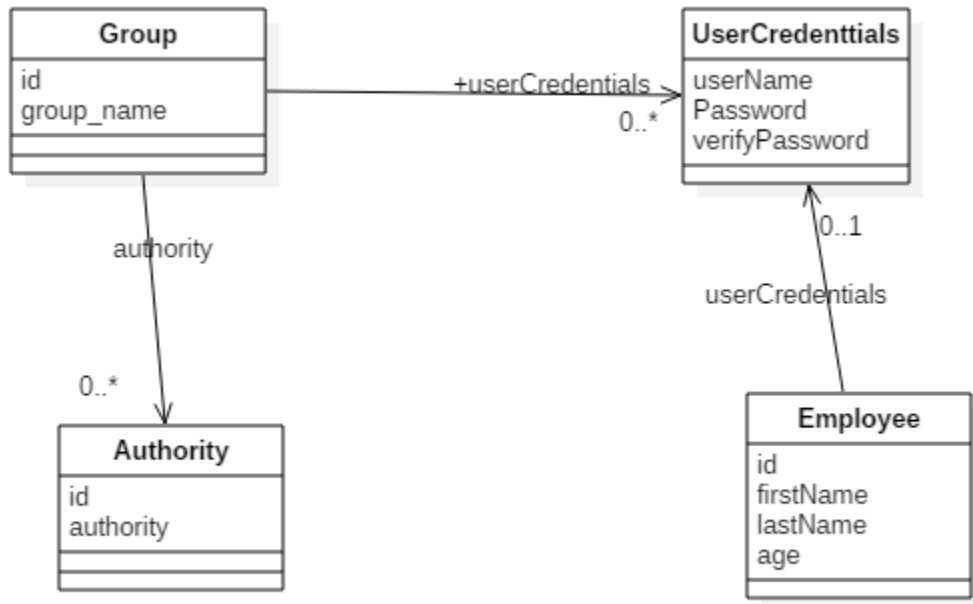 Group
id
group_name
+userCredentials
0..*
UserCredenttials
userName
Password
verifyPassword
authority
0..*
0..1
userCredentials
Authority
id
authority
Employee
id
firstName
lastName
age